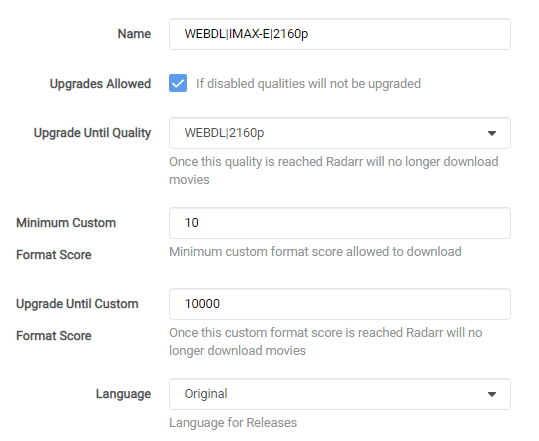 Name WEBDL|IMAX-E|2160p
Upgrades Allowed If disabled qualities will not be upgraded
Upgrade Until Quality WEBDL|2160p
Once this quality is reached Radarr will no longer download
movies
Minimum Custom 10
Format Score Minimum custom format score allowed to download
Upgrade Until Custom 10000
Format Score Once this custom format score is reached Radarr will no
longer download movies
Language Original
Language for Releases